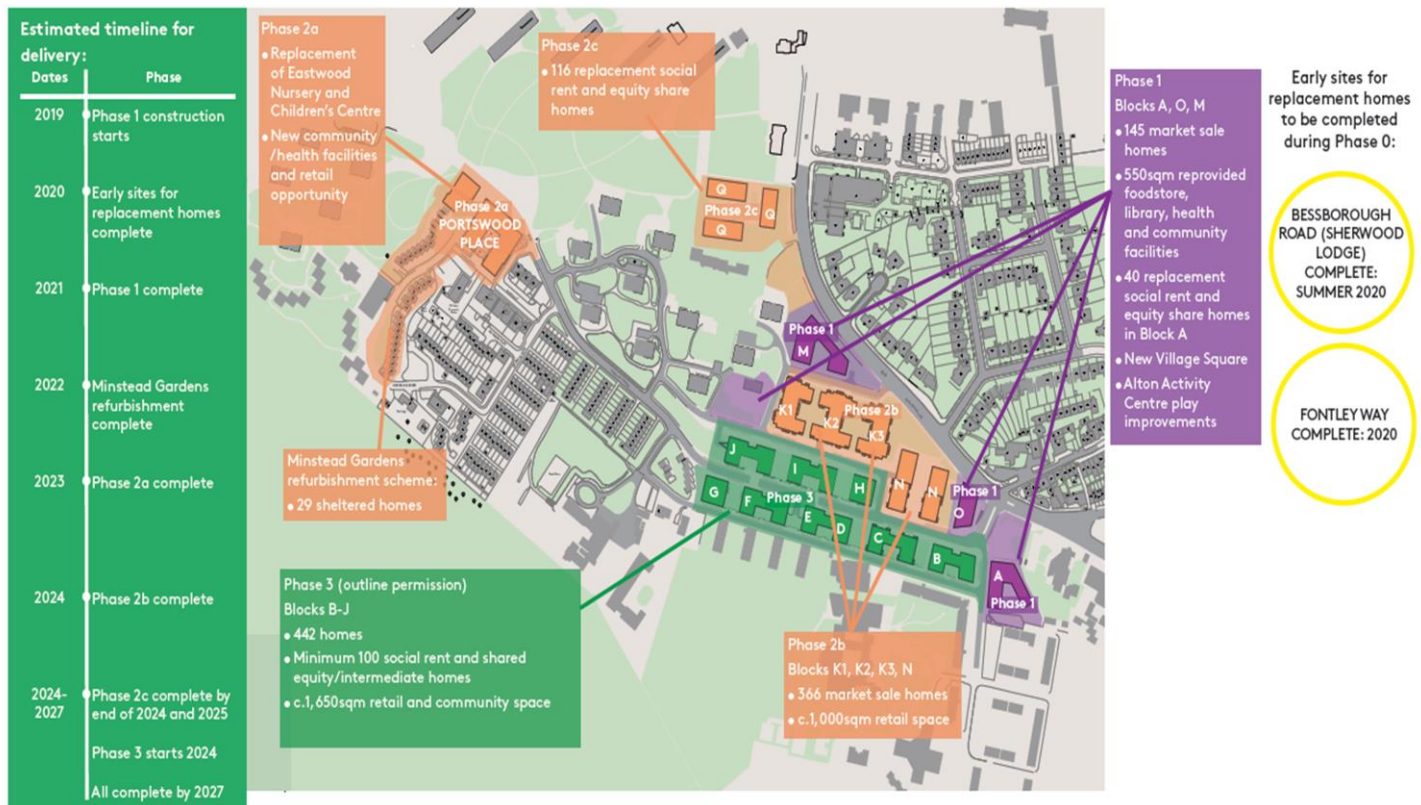 Estimated timeline for
delivery:
Dates
Phase
2019
Phase 1 construction
starts
2020
Early sites for
replacement homes
complete
2021
Phase 1 complete
2022
Minstead Gardens
refurbishment
complete
2023
Phase 2a complete
2024
Phase 2b complete
2024-
2027
Phase 2c complete by
end of 2024 and 2025
Phase 3 starts 2024
All complete by 2027
Phase 2a
• Replacement
of Eastwood
Nursery and
Children's Centre
• New community
/health facilities
and retail
opportunity
Phase 2c
• 116 replacement social
rent and equity share
homes
Phase 2a
PORTSWOOD
PLACE
Q
Phase 2c
Q
Q
Phase 1
M
K1
K2
Phase 2b
K3
J
I
H
G
F
Phase 3
E
D
C
B
N
N
Phase 1
O
A
Phase 1
Minstead Gardens
refurbishment scheme:
• 29 sheltered homes
Phase 3 (outline permission)
Blocks B-J
• 442 homes
• Minimum 100 social rent and shared
equity/intermediate homes
• c.1,650sqm retail and community space
Phase 2b
Blocks K1, K2, K3, N
• 366 market sale homes
• c.1,000sqm retail space
Phase 1
Blocks A, O, M
• 145 market sale
homes
• 550sqm reprovided
foodstore,
library, health
and community
facilities
• 40 replacement
social rent and
equity share homes
in Block A
• New Village Square
• Alton Activity
Centre play
improvements
Early sites for
replacement homes
to be completed
during Phase 0:
BESSBOROUGH
ROAD (SHERWOOD
LODGE)
COMPLETE:
SUMMER 2020
FONTLEY WAY
COMPLETE: 2020